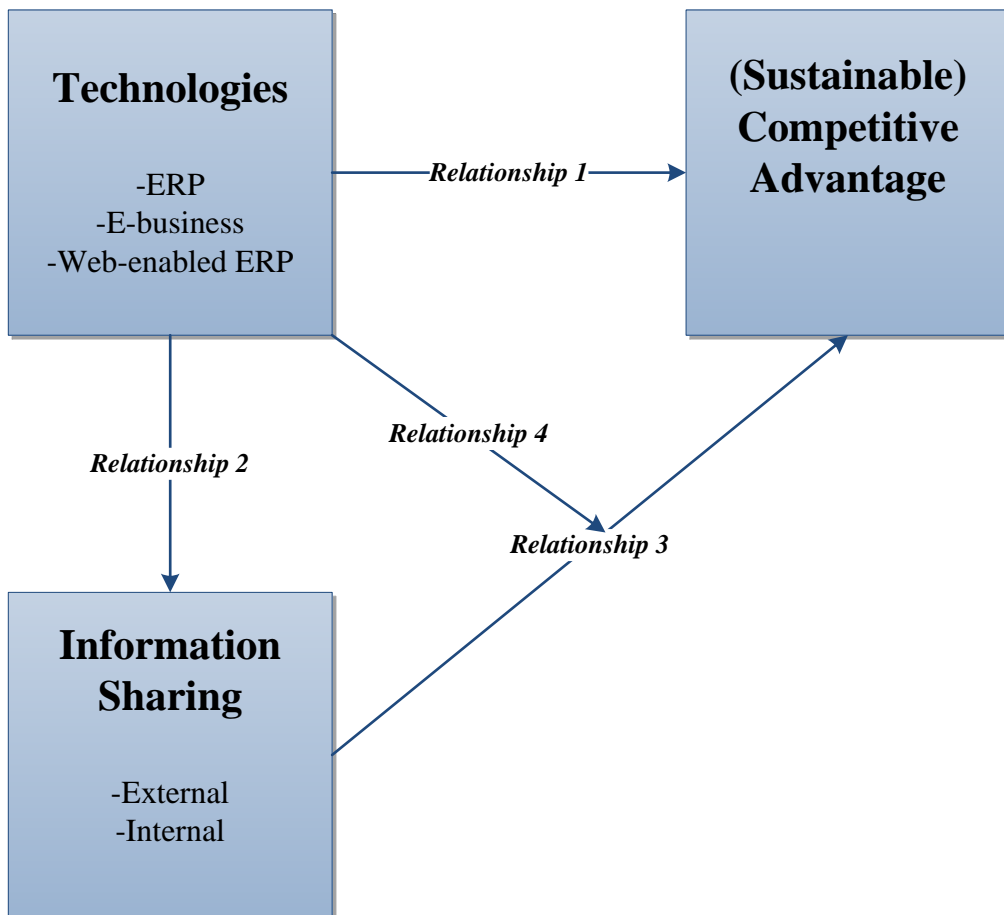 Technologies
-ERP
-E-business
-Web-enabled ERP
Relationship 1
(Sustainable)
Competitive
Advantage
Relationship 4
Relationship 2
Relationship 3
Information
Sharing
-External
-Internal